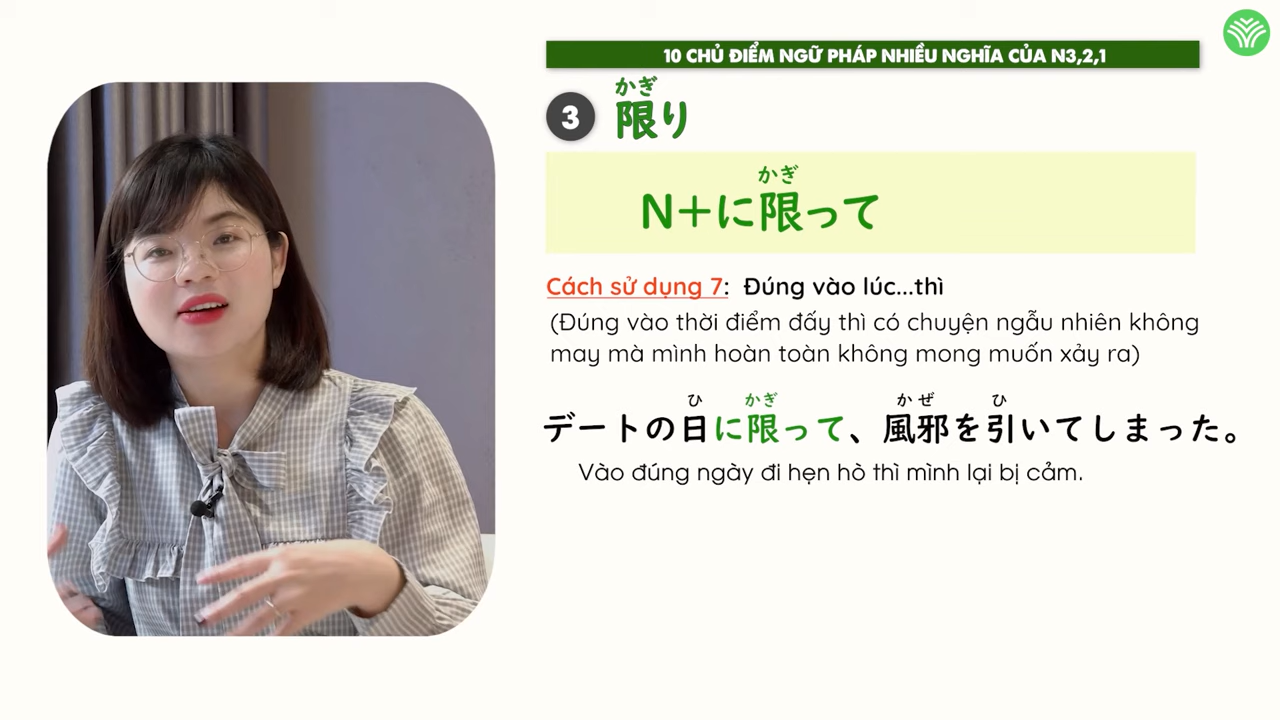 10 CHỦ ĐIỂM NGỮ PHÁP NHIỀU NGHĨA CỦA N3,2,1
かぎ
3 限り
かぎ
N+に限って
Cách sử dụng 7: Đúng vào lúc...thì
(Đúng vào thời điểm đấy thì có chuyện ngẫu nhiên không
may mà mình hoàn toàn không mong muốn xảy ra)
ひ かぎ かぜ ひ
デートの日に限って、風邪を引いてしまった。
Vào đúng ngày đi hẹn hò thì mình lại bị cảm.